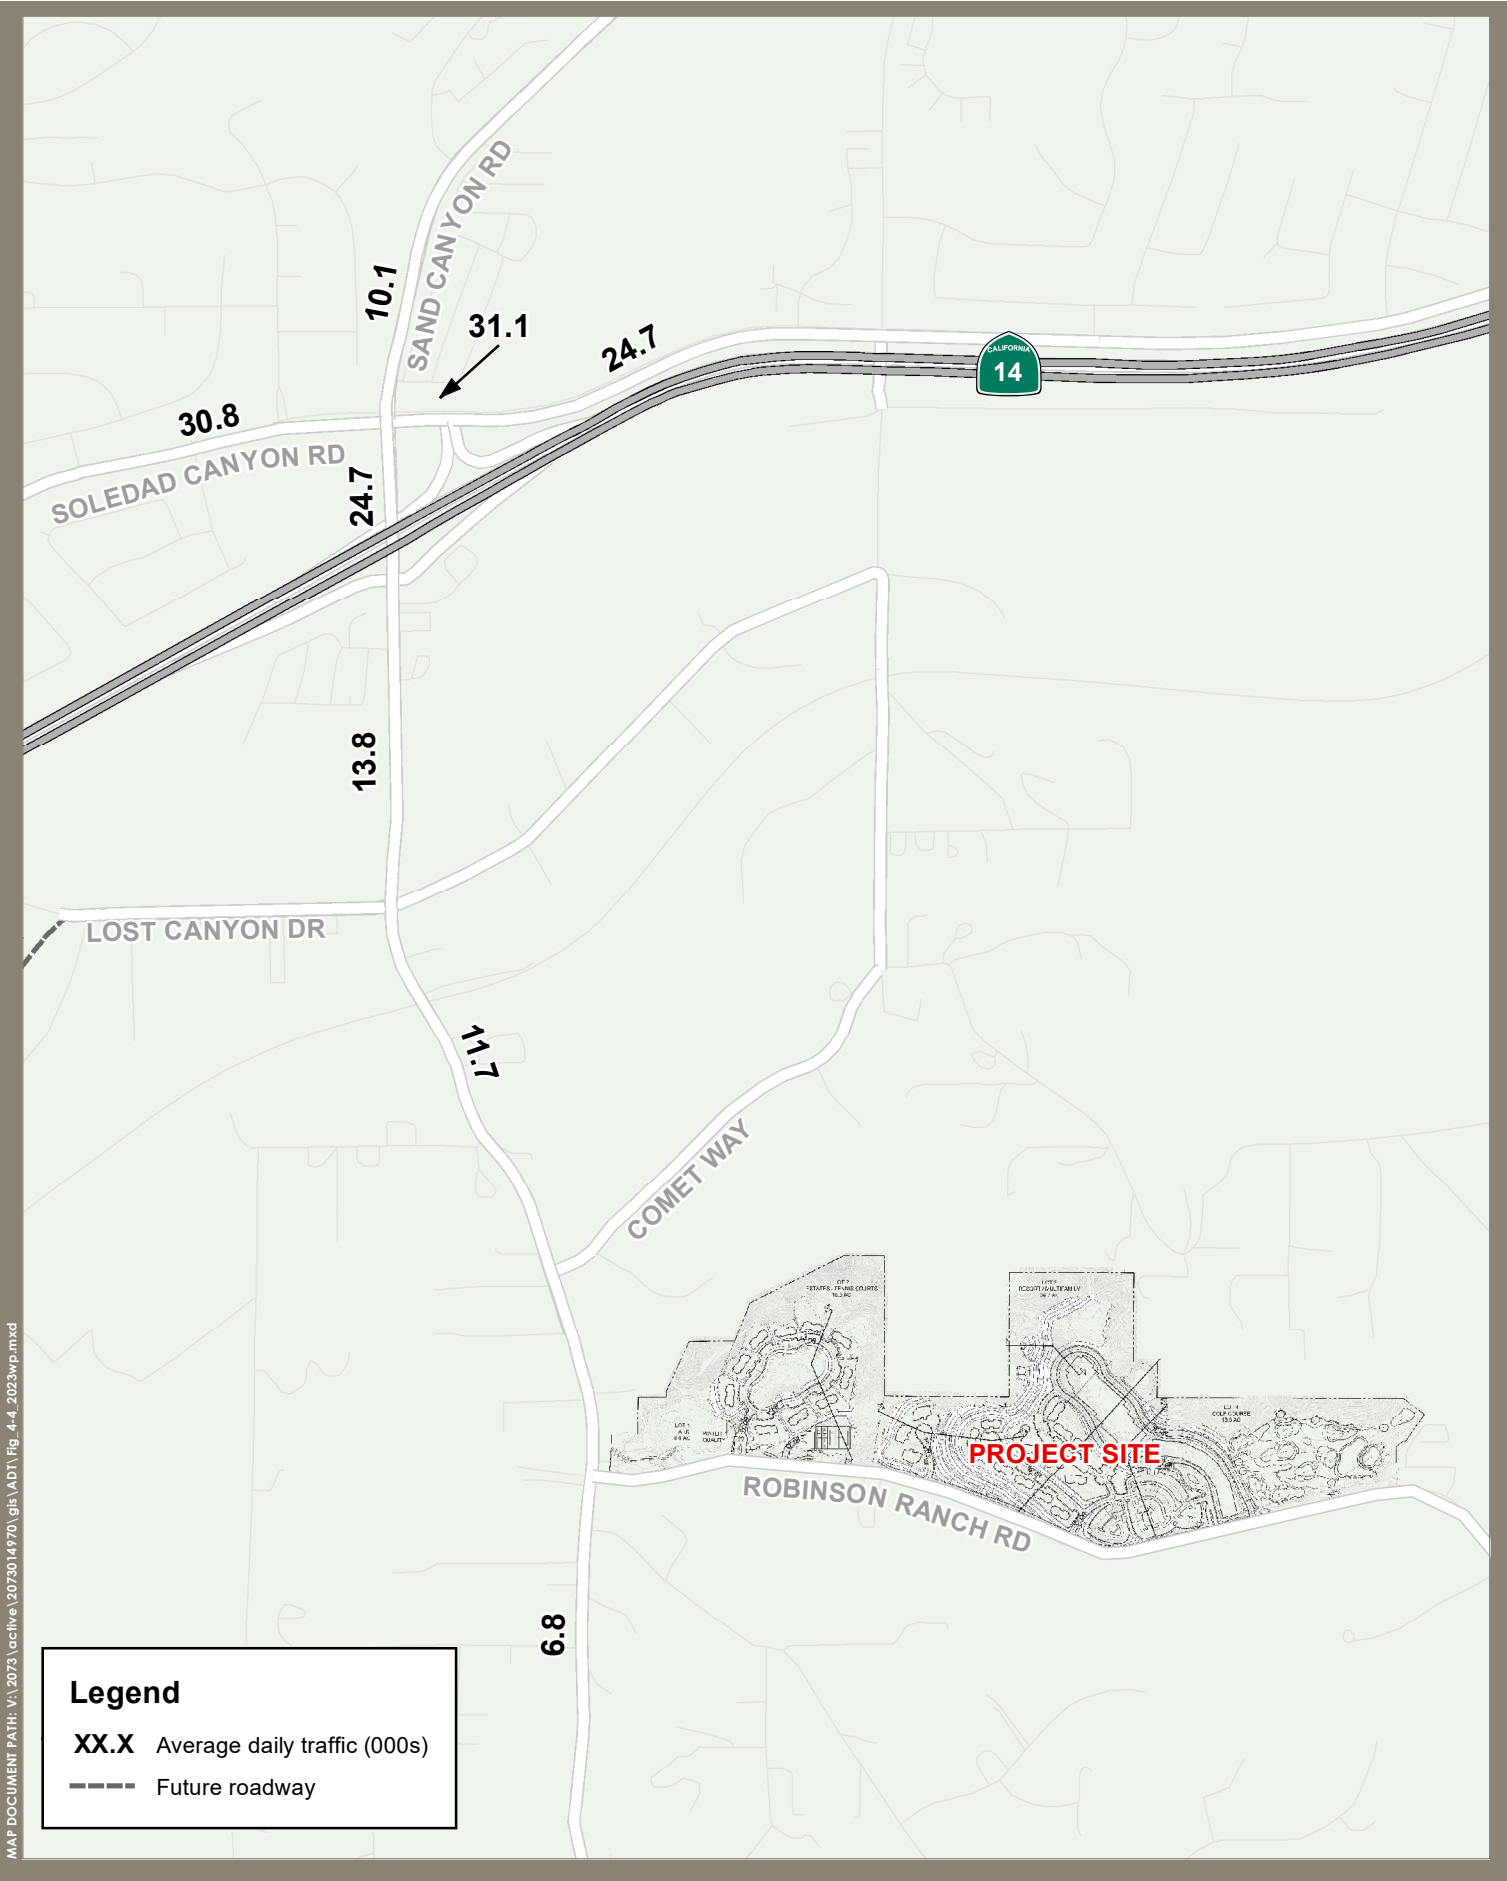 SAND CANYON RD
10.1
31.1
24.7
CALIFORNIA
14
30.8
SOLEDAD CANYON RD
24.7
13.8
LOST CANYON DR
11.7
COMET WAY
PROJECT SITE
ROBINSON RANCH RD
6.8
Legend
XX.X Average daily traffic (000s)
Future roadway
MAP DOCUMENT PATH: V:\2073\active\2073014970\gis\ADT\Fig_4-4_2023wp.mxd